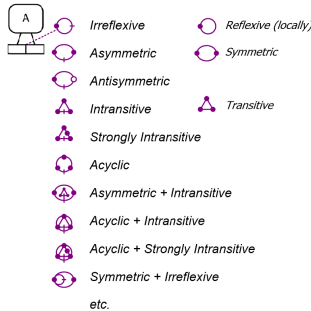 A
Irreflexive
Reflexive (locally)
Asymmetric
Symmetric
Antisymmetric
Intransitive
Transitive
Strongly Intransitive
Acyclic
Asymmetric + Intransitive
Acyclic + Intransitive
Acyclic + Strongly Intransitive
Symmetric + Irreflexive
etc.